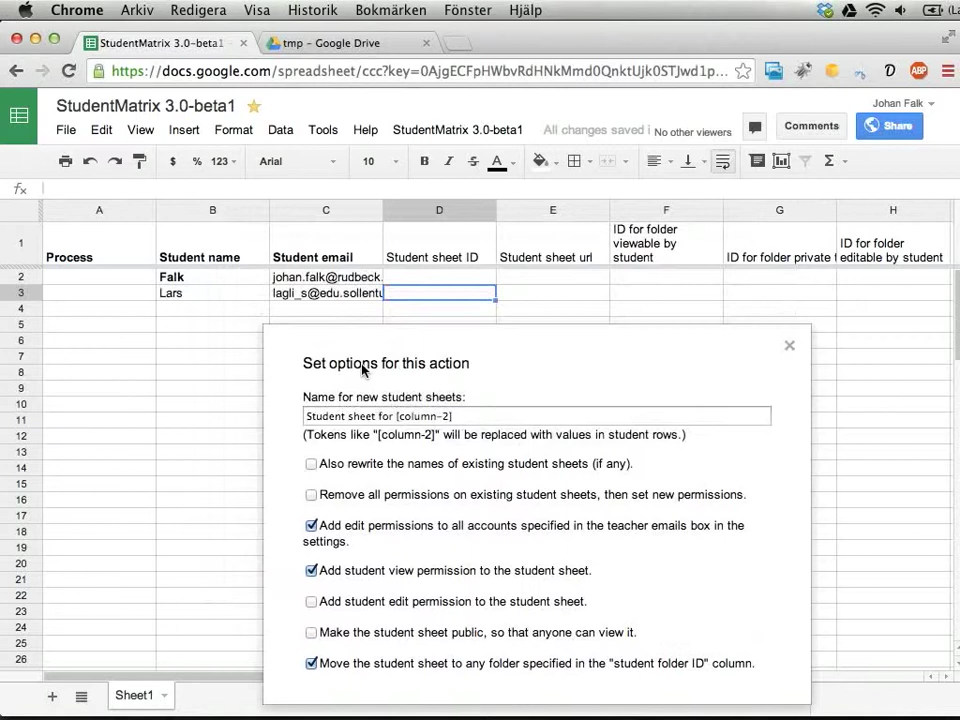 Chrome Arkiv Redigera Visa Historik Bokmärken Fönster Hjälp
StudentMatrix 3.0-beta1 tmp - Google Drive
https://docs.google.com/spreadsheet/ccc?key=0AjgECFpHWbvRdHNkMmd0QnktUjk0STJwd1p...
StudentMatrix 3.0-beta1 Johan Falk
File Edit View Insert Format Data Tools Help StudentMatrix 3.0-beta1 All changes saved i No other viewers Comments Share
$ % 123 Arial 10 B I S A Σ
fx
A B C D E F G H
1 Process Student name Student email Student sheet ID Student sheet url ID for folder viewable by student ID for folder private t ID for folder editable by student
2 Falk johan.falk@rudbeck.
3 Lars lagli_s@edu.sollentu
4
5
6
7
8
9
10
11
12
13
14
15
16
17
18
19
20
21
22
23
24
25
26
Set options for this action
Name for new student sheets:
Student sheet for [column-2]
(Tokens like "[column-2]" will be replaced with values in student rows.)
Also rewrite the names of existing student sheets (if any).
Remove all permissions on existing student sheets, then set new permissions.
Add edit permissions to all accounts specified in the teacher emails box in the
settings.
Add student view permission to the student sheet.
Add student edit permission to the student sheet.
Make the student sheet public, so that anyone can view it.
Move the student sheet to any folder specified in the "student folder ID" column.
Sheet1